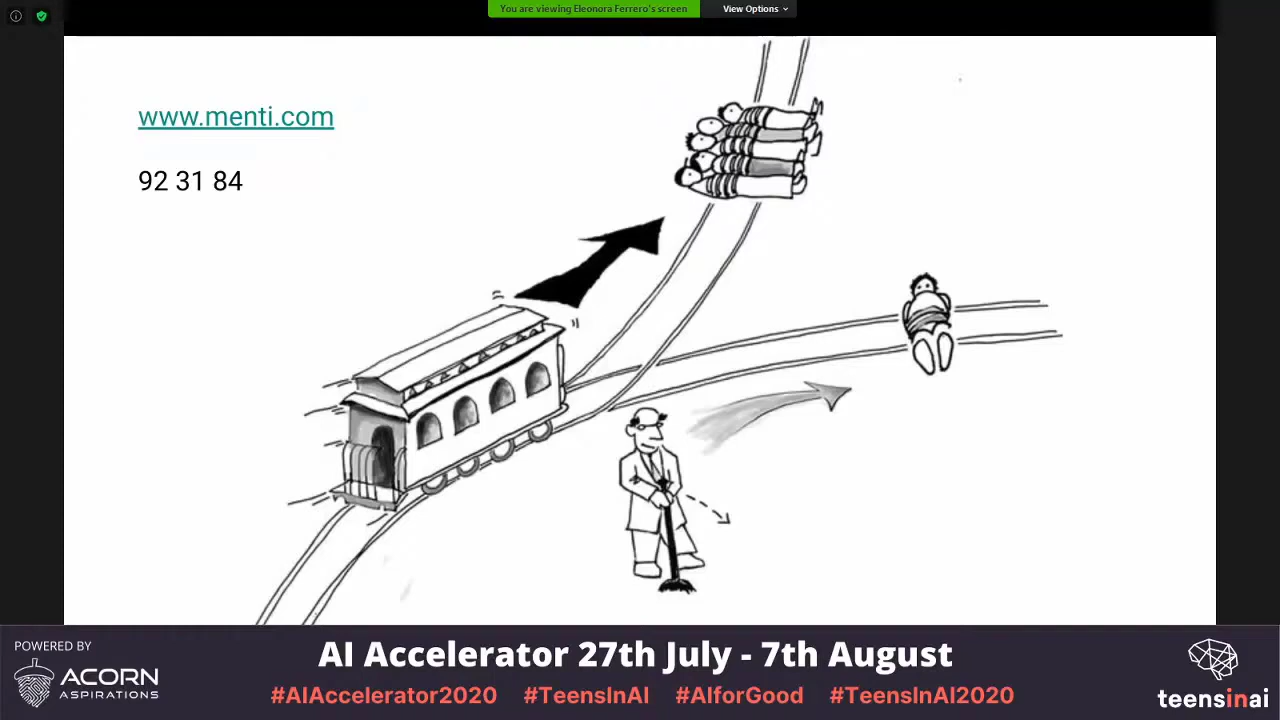 You are viewing Eleonora Ferrero's screen
View Options
www.menti.com
92 31 84
POWERED BY
ACORN
ASPIRATIONS
AI Accelerator 27th July - 7th August
#AIAccelerator2020 #TeensInAI #AIforGood #TeensInAI2020
teensinai